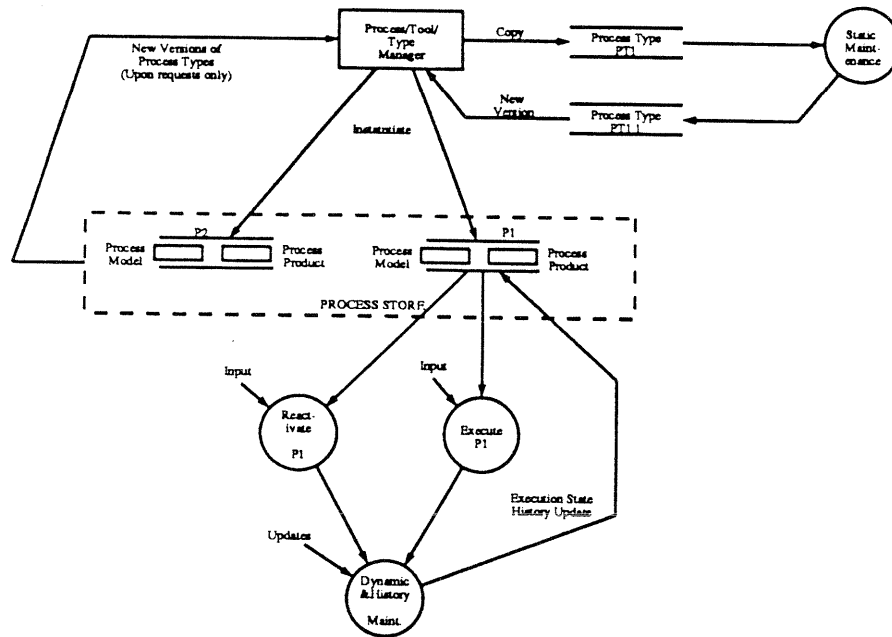 Process/Tool/
Type
Manager
New Versions of
Process Types
(Upon requests only)
Copy
Process Type
PT1
Static
Maint-
enance
New
Version
Process Type
PT1.1
Instantiate
P2
Process
Model
Process
Product
P1
Process
Model
Process
Product
PROCESS STORE
Input
React-
ivate
P1
Input
Execute
P1
Execution State
History Update
Updates
Dynamic
&History
Maint.